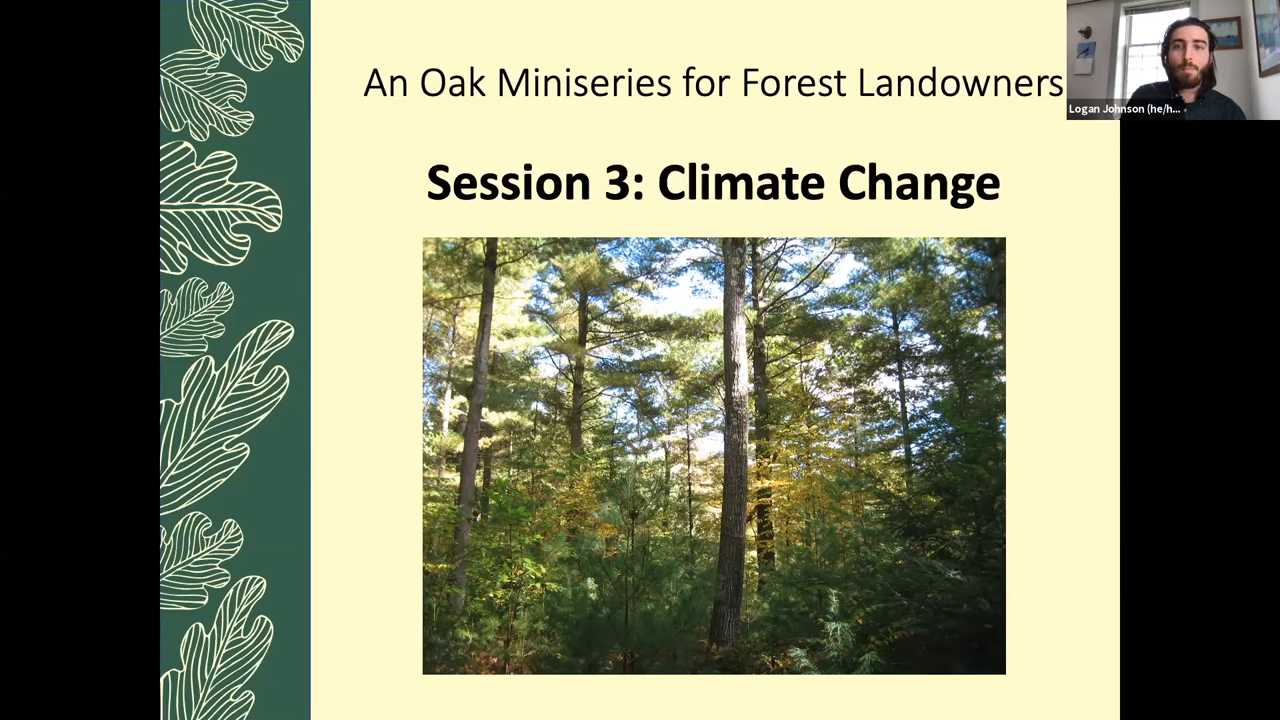 An Oak Miniseries for Forest Landowners
Logan Johnson (he/h...
Session 3: Climate Change